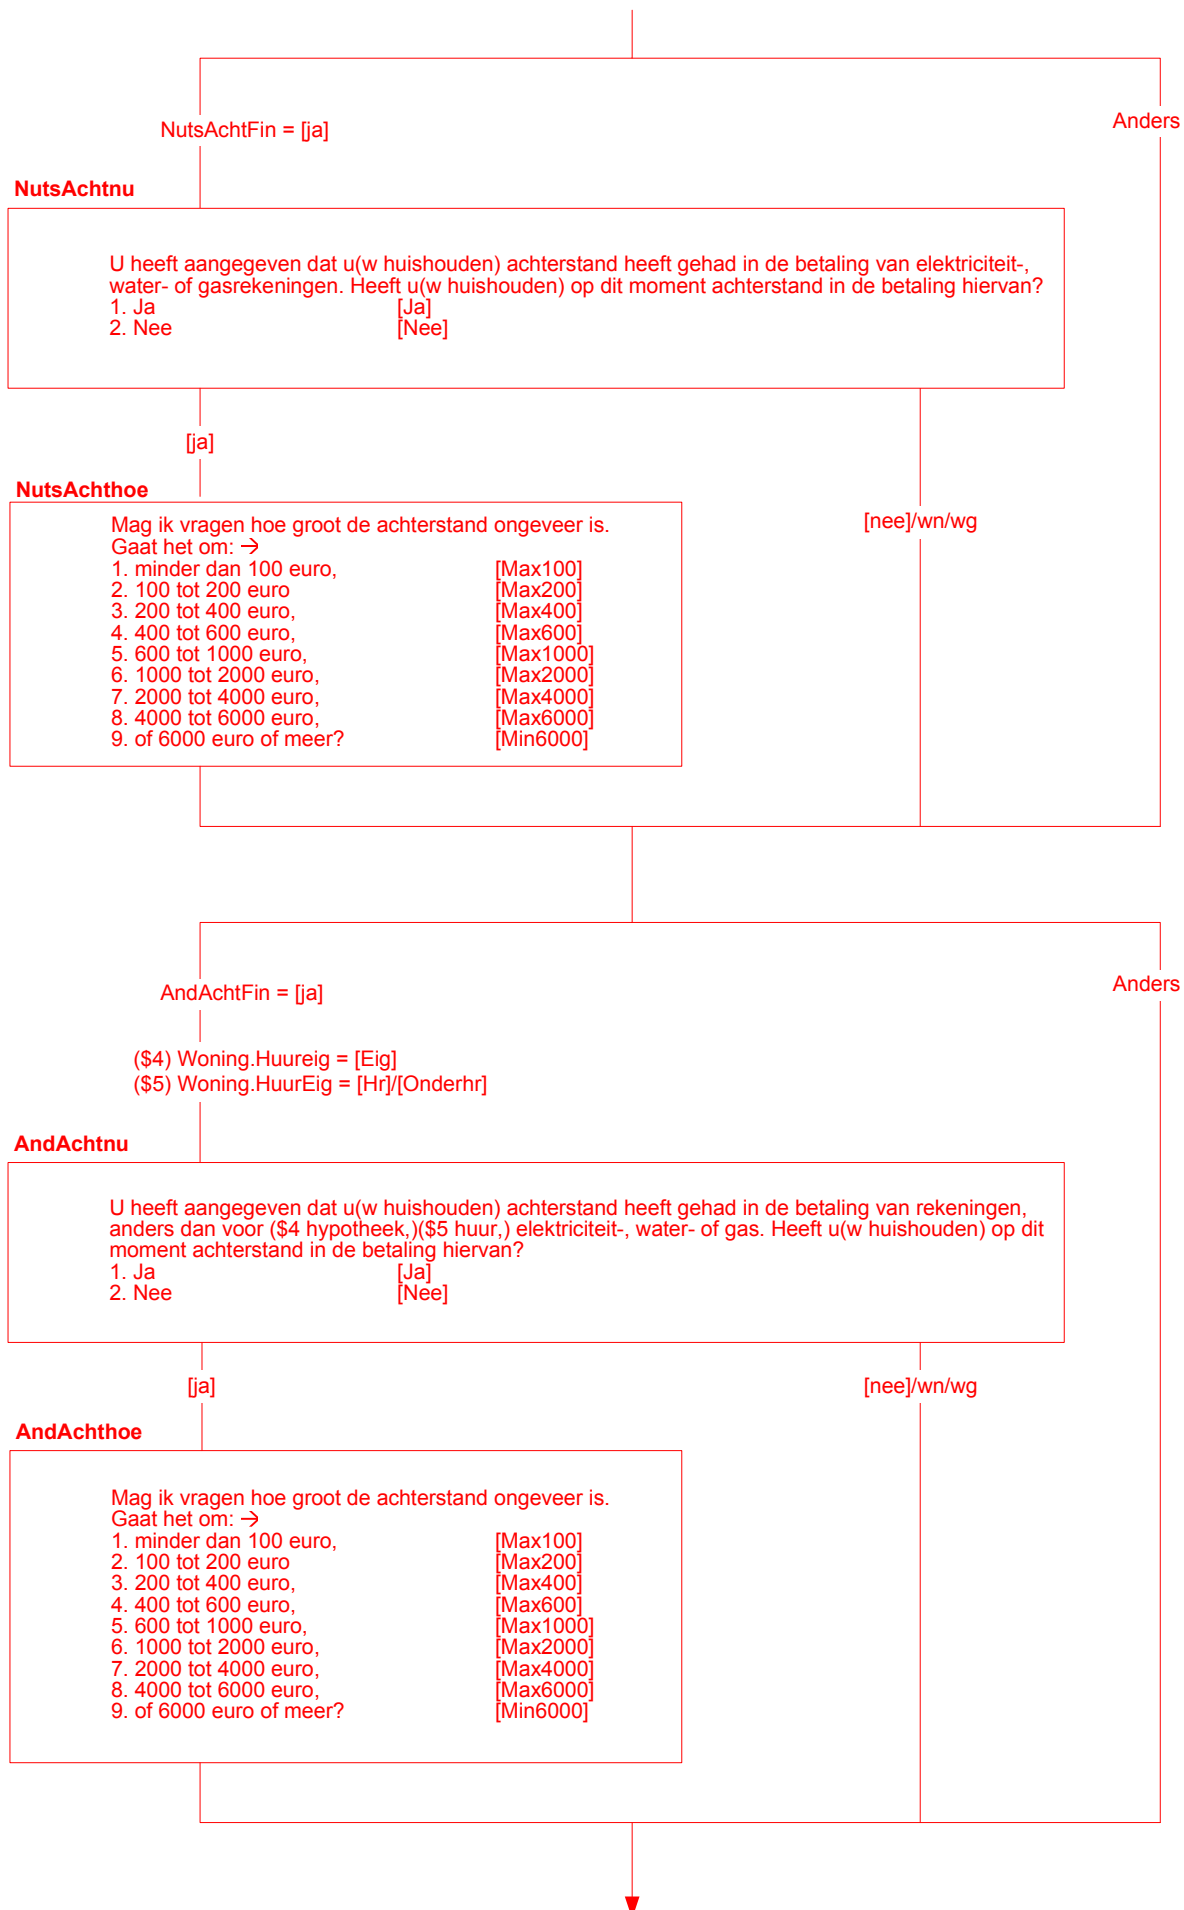 NutsAchtFin = [ja]
Anders
NutsAchtnu
U heeft aangegeven dat u(w huishouden) achterstand heeft gehad in de betaling van elektriciteit-,
water- of gasrekeningen. Heeft u(w huishouden) op dit moment achterstand in de betaling hiervan?
1. Ja [Ja]
2. Nee [Nee]
[ja]
[nee]/wn/wg
NutsAchthoe
Mag ik vragen hoe groot de achterstand ongeveer is.
Gaat het om: →
1. minder dan 100 euro, [Max100]
2. 100 tot 200 euro [Max200]
3. 200 tot 400 euro, [Max400]
4. 400 tot 600 euro, [Max600]
5. 600 tot 1000 euro, [Max1000]
6. 1000 tot 2000 euro, [Max2000]
7. 2000 tot 4000 euro, [Max4000]
8. 4000 tot 6000 euro, [Max6000]
9. of 6000 euro of meer? [Min6000]
AndAchtFin = [ja]
Anders
($4) Woning.Huureig = [Eig]
($5) Woning.HuurEig = [Hr]/[Onderhr]
AndAchtnu
U heeft aangegeven dat u(w huishouden) achterstand heeft gehad in de betaling van rekeningen,
anders dan voor ($4 hypotheek,)($5 huur,) elektriciteit-, water- of gas. Heeft u(w huishouden) op dit
moment achterstand in de betaling hiervan?
1. Ja [Ja]
2. Nee [Nee]
[ja]
[nee]/wn/wg
AndAchthoe
Mag ik vragen hoe groot de achterstand ongeveer is.
Gaat het om: →
1. minder dan 100 euro, [Max100]
2. 100 tot 200 euro [Max200]
3. 200 tot 400 euro, [Max400]
4. 400 tot 600 euro, [Max600]
5. 600 tot 1000 euro, [Max1000]
6. 1000 tot 2000 euro, [Max2000]
7. 2000 tot 4000 euro, [Max4000]
8. 4000 tot 6000 euro, [Max6000]
9. of 6000 euro of meer? [Min6000]